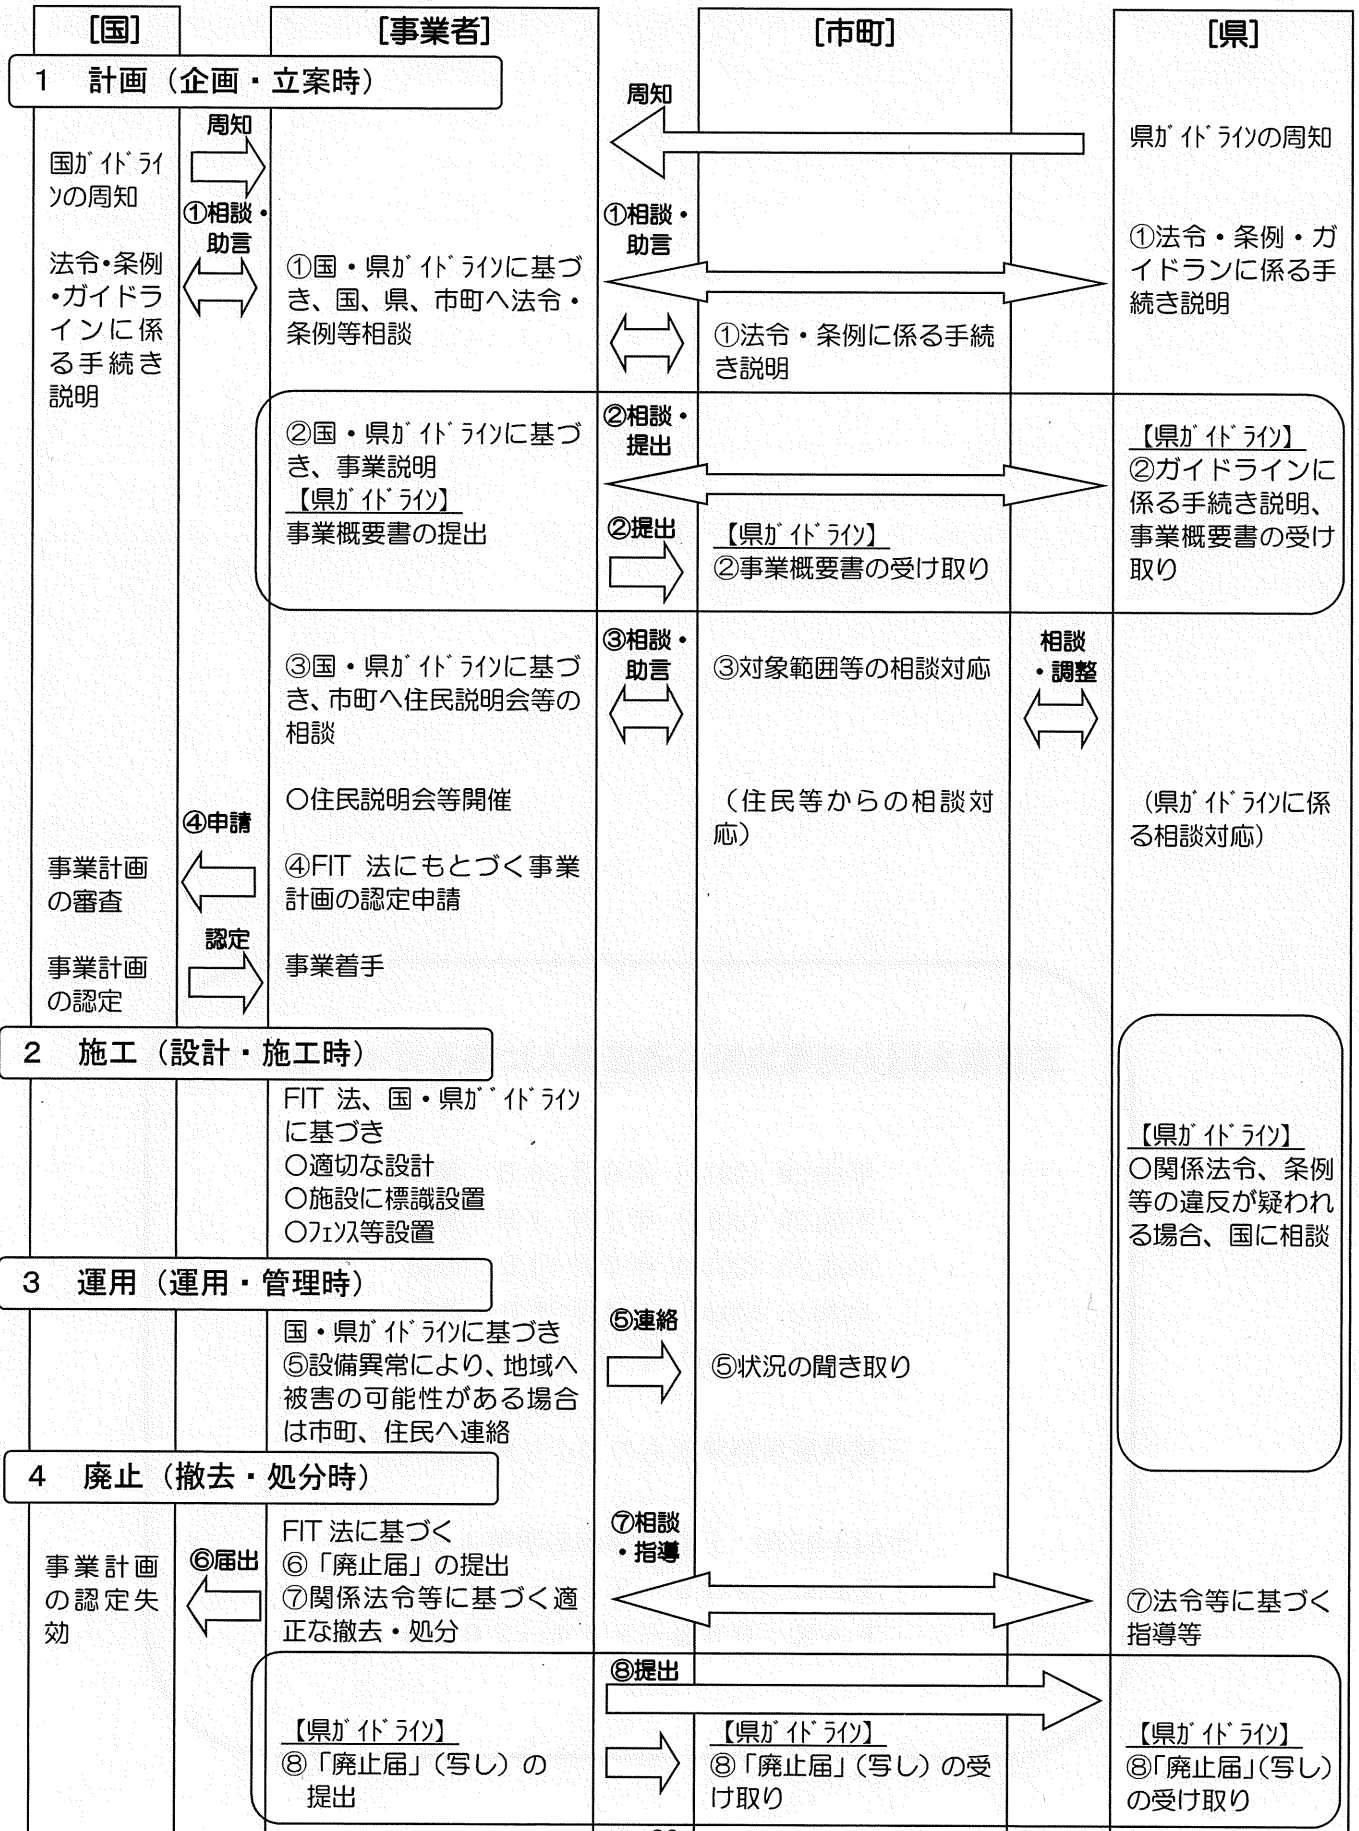 [国]
[事業者]
[市町]
[県]
1 計画（企画・立案時）
周知
国ガイドライ
ンの周知
周知
県ガイドラインの周知
①相談・
助言
法令・条例
・ガイドラ
インに係
る手続き
説明
①国・県ガイドラインに基づ
き、国、県、市町へ法令・
条例等相談
①相談・
助言
①法令・条例に係る手続
き説明
①法令・条例・ガ
イドランに係る手
続き説明
②国・県ガイドラインに基づ
き、事業説明
【県ガイドライン】
事業概要書の提出
②相談・
提出
②提出
【県ガイドライン】
②事業概要書の受け取り
【県ガイドライン】
②ガイドラインに
係る手続き説明、
事業概要書の受け
取り
③国・県ガイドラインに基づ
き、市町へ住民説明会等の
相談
③相談・
助言
③対象範囲等の相談対応
相談
・調整
〇住民説明会等開催
（住民等からの相談対
応）
（県ガイドラインに係
る相談対応）
④申請
事業計画
の審査
④FIT 法にもとづく事業
計画の認定申請
認定
事業計画
の認定
事業着手
2 施工（設計・施工時）
FIT 法、国・県ガイドライン
に基づき
〇適切な設計
〇施設に標識設置
〇フェンス等設置
【県ガイドライン】
〇関係法令、条例
等の違反が疑われ
る場合、国に相談
3 運用（運用・管理時）
国・県ガイドラインに基づき
⑤設備異常により、地域へ
被害の可能性がある場合
は市町、住民へ連絡
⑤連絡
⑤状況の聞き取り
4 廃止（撤去・処分時）
事業計画
の認定失
効
⑥届出
FIT 法に基づく
⑥「廃止届」の提出
⑦関係法令等に基づく適
正な撤去・処分
⑦相談
・指導
⑦法令等に基づく
指導等
⑧提出
【県ガイドライン】
⑧「廃止届」（写し）の
提出
【県ガイドライン】
⑧「廃止届」（写し）の受
け取り
【県ガイドライン】
⑧「廃止届」（写し）
の受け取り